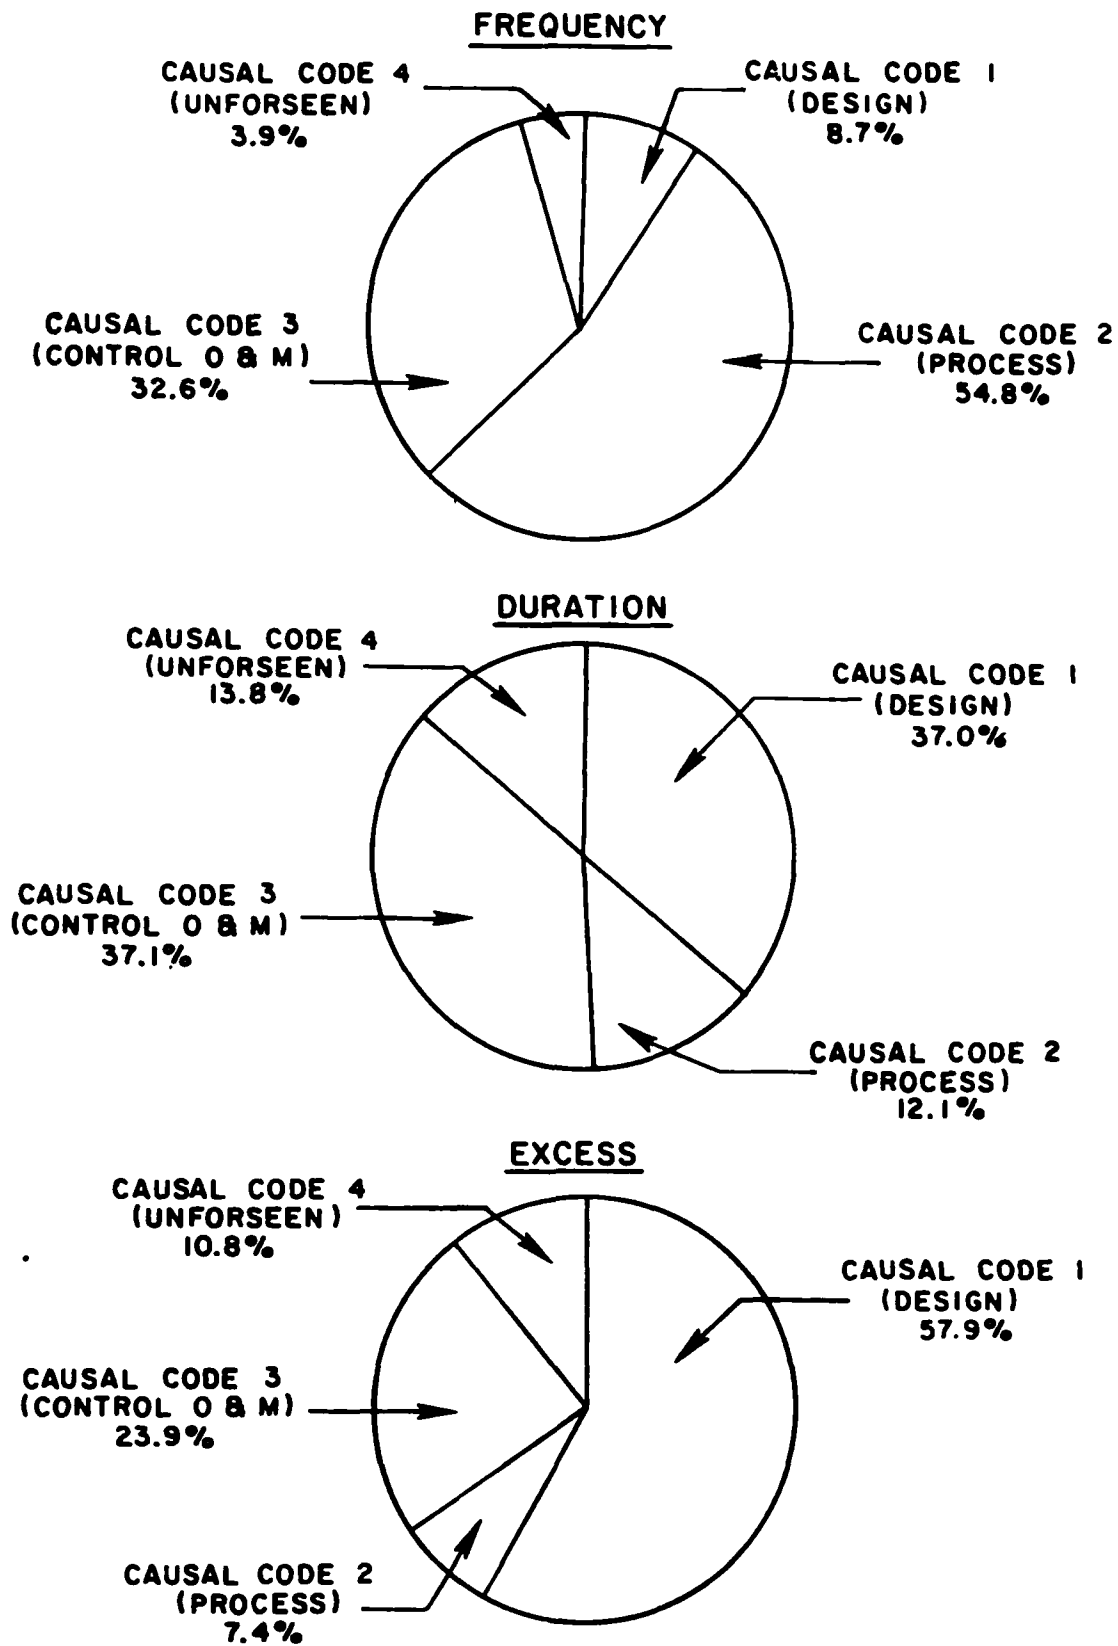 FREQUENCY
CAUSAL CODE 4
(UNFORSEEN)
3.9%
CAUSAL CODE 1
(DESIGN)
8.7%
CAUSAL CODE 3
(CONTROL O & M)
32.6%
CAUSAL CODE 2
(PROCESS)
54.8%
DURATION
CAUSAL CODE 4
(UNFORSEEN)
13.8%
CAUSAL CODE 1
(DESIGN)
37.0%
CAUSAL CODE 3
(CONTROL O & M)
37.1%
CAUSAL CODE 2
(PROCESS)
12.1%
EXCESS
CAUSAL CODE 4
(UNFORSEEN)
10.8%
CAUSAL CODE 1
(DESIGN)
57.9%
CAUSAL CODE 3
(CONTROL O & M)
23.9%
CAUSAL CODE 2
(PROCESS)
7.4%